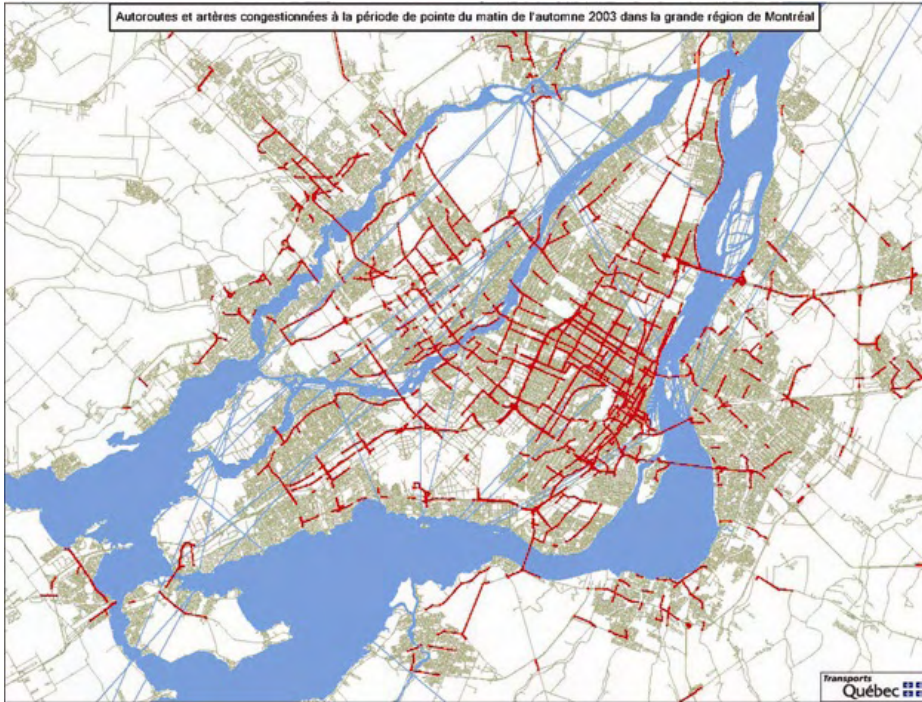 Autoroutes et artères congestionnées à la période de pointe du matin de l'automne 2003 dans la grande région de Montréal
Transports
Québec